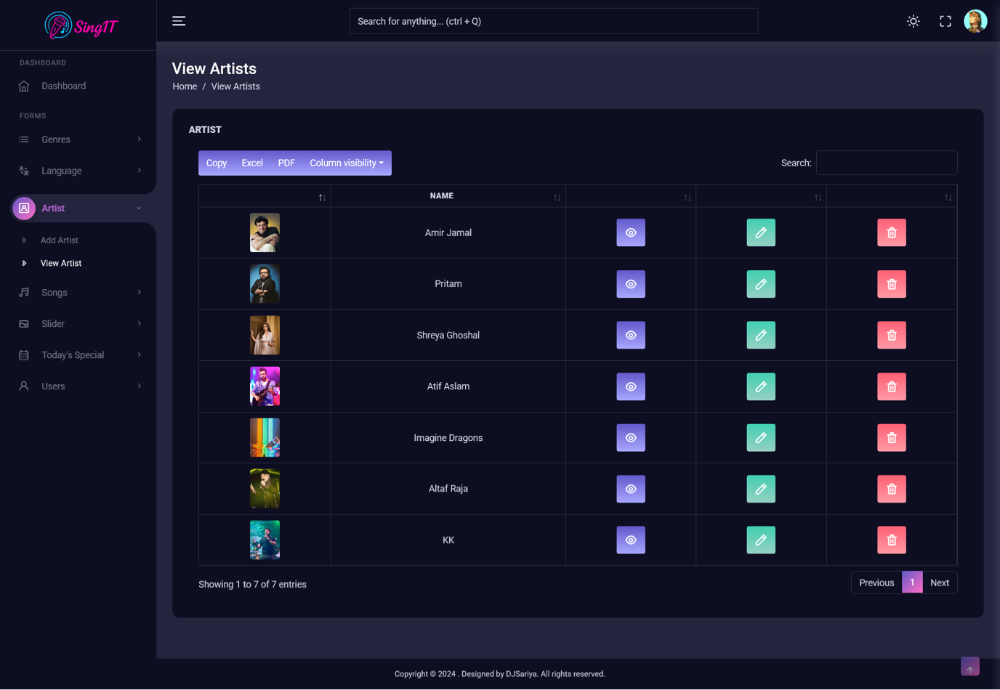 SingIT
Search for anything... (ctrl + Q)
DASHBOARD
Dashboard
FORMS
Genres
Language
Artist
Add Artist
View Artist
Songs
Slider
Today's Special
Users
View Artists
Home / View Artists
ARTIST
Copy Excel PDF Column visibility
Search:
NAME
Amir Jamal
Pritam
Shreya Ghoshal
Atif Aslam
Imagine Dragons
Altaf Raja
KK
Showing 1 to 7 of 7 entries
Previous 1 Next
Copyright © 2024 . Designed by DJSariya. All rights reserved.